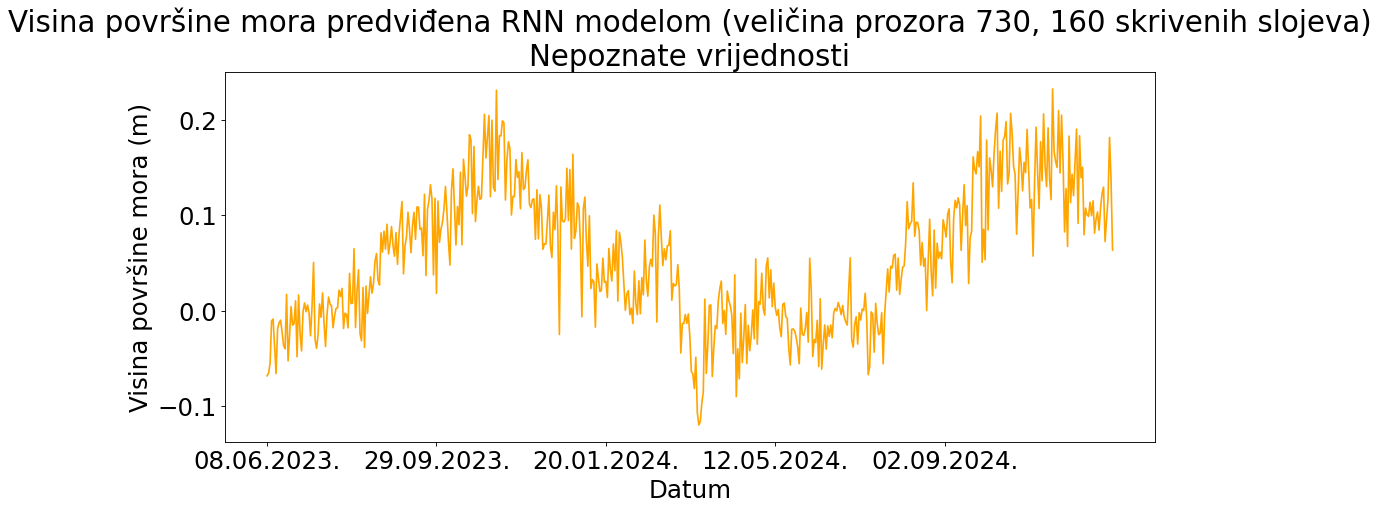 Visina površine mora predviđena RNN modelom (veličina prozora 730, 160 skrivenih slojeva)
Nepoznate vrijednosti
Visina površine mora (m)
0.2
0.1
0.0
−0.1
08.06.2023. 29.09.2023. 20.01.2024. 12.05.2024. 02.09.2024.
Datum